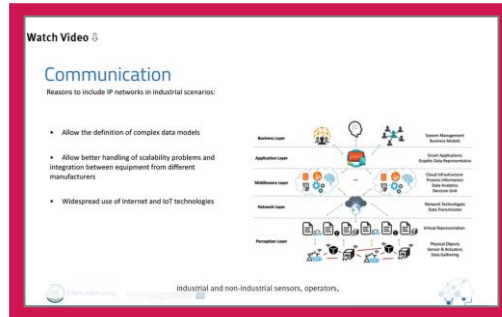 Watch Video
Communication
Reasons to include IP networks in industrial scenarios:
• Allow the definition of complex data models
• Allow better handling of scalability problems and
integration between equipment from different
manufacturers
• Widespread use of Internet and IoT technologies
Business Layer
System Management
Business Models
Application Layer
Smart Applications
Graphic Data Representation
Middleware Layer
Cloud Infrastructure
Process Information
Data Analytics
Decision Unit
Network Layer
Network Technologies
Data Transmission
Perception Layer
Virtual Representation
Physical Objects
Sensor & Actuators
Data Gathering
Manufacturing
industrial and non-industrial sensors, operators,